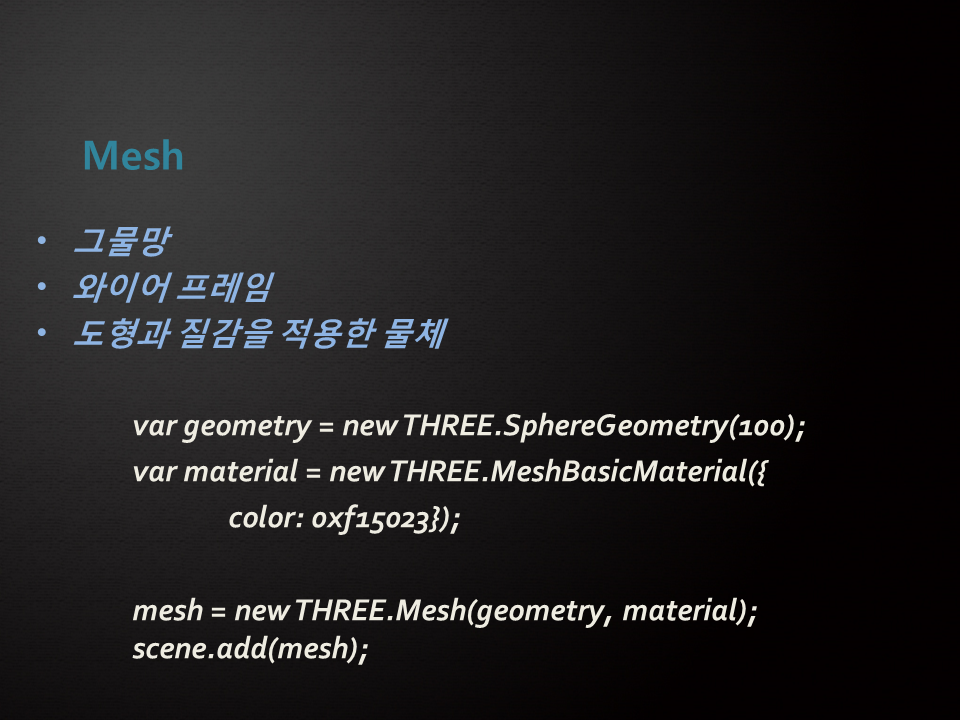 Mesh
• 그물망
• 와이어 프레임
• 도형과 질감을 적용한 물체
var geometry = new THREE.SphereGeometry(100);
var material = new THREE.MeshBasicMaterial({
color: 0xf15023});
mesh = new THREE.Mesh(geometry, material);
scene.add(mesh);